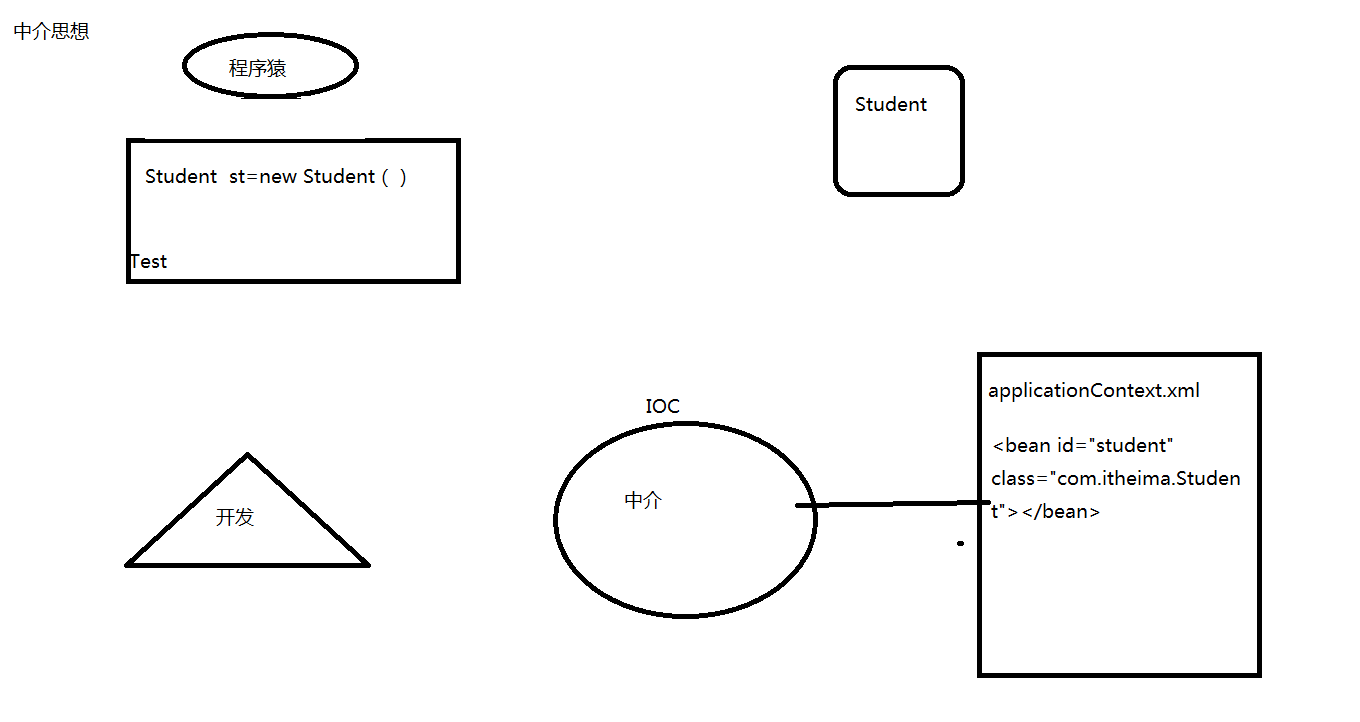 中介思想
程序猿
Student
Student  st=new Student (  )
Test
IOC
applicationContext.xml
<bean id="student"
class="com.itheima.Studen
t"></bean>
中介
开发